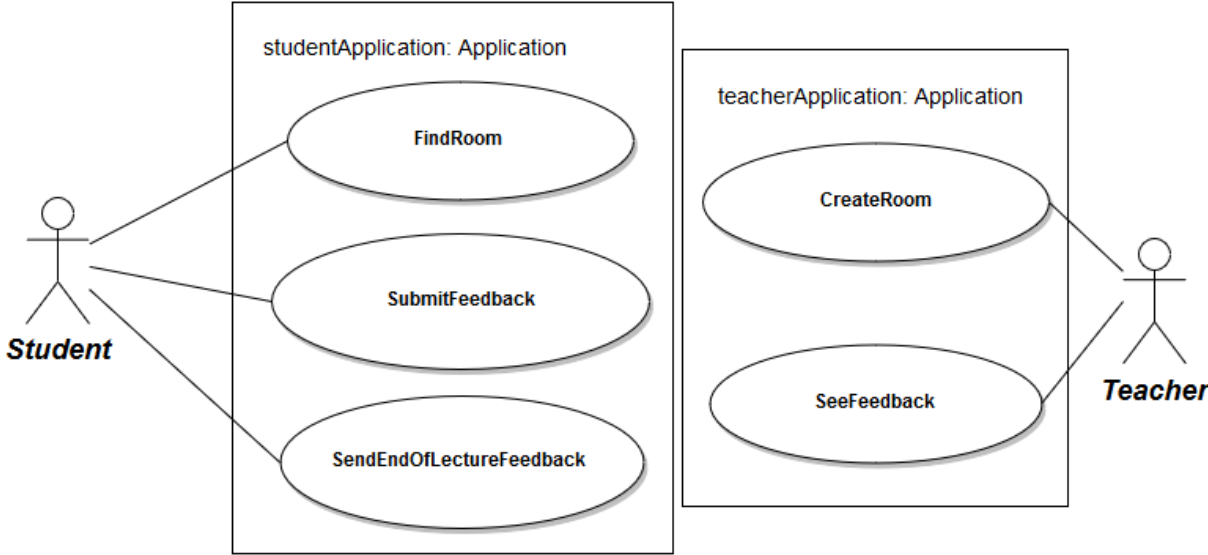 studentApplication: Application
FindRoom
SubmitFeedback
SendEndOfLectureFeedback
Student
teacherApplication: Application
CreateRoom
SeeFeedback
Teacher